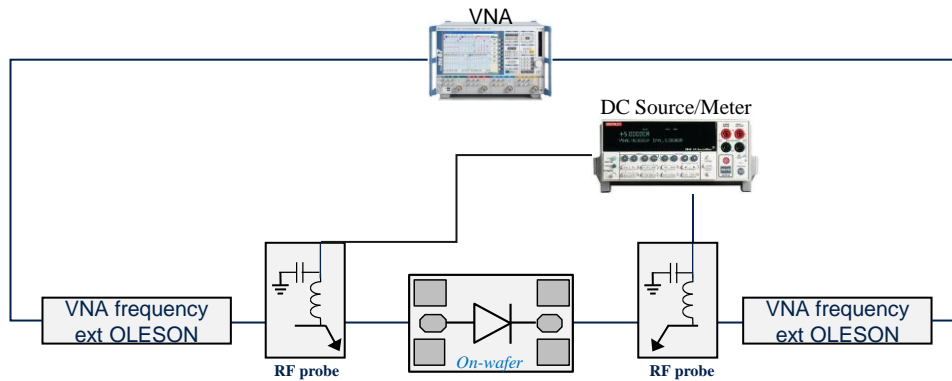 VNA
DC Source/Meter
VNA frequency
ext OLESON
VNA frequency
ext OLESON
On-wafer
RF probe
RF probe